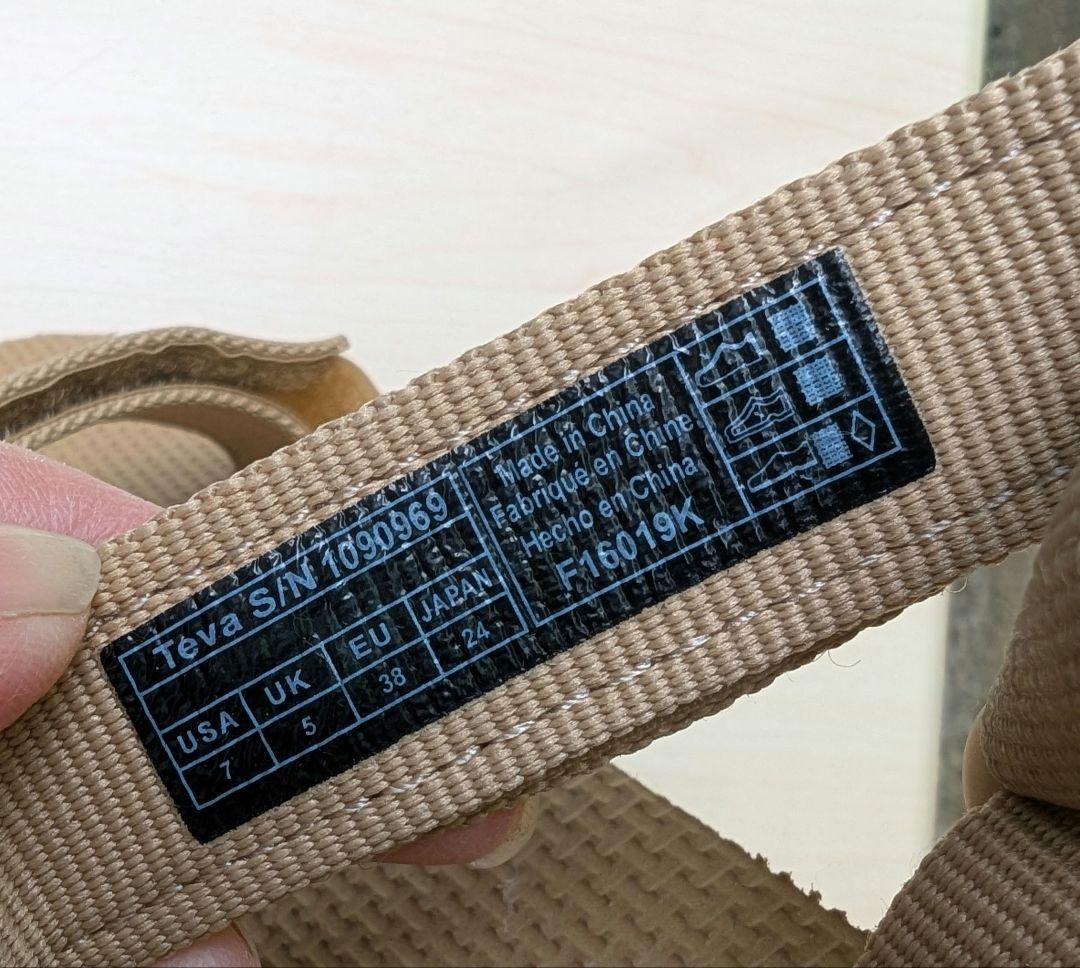 Teva S/N 1090969
USA UK EU JAPAN
7 5 38 24
Made in China
Fabriqué en Chine
Hecho en China
F16019K